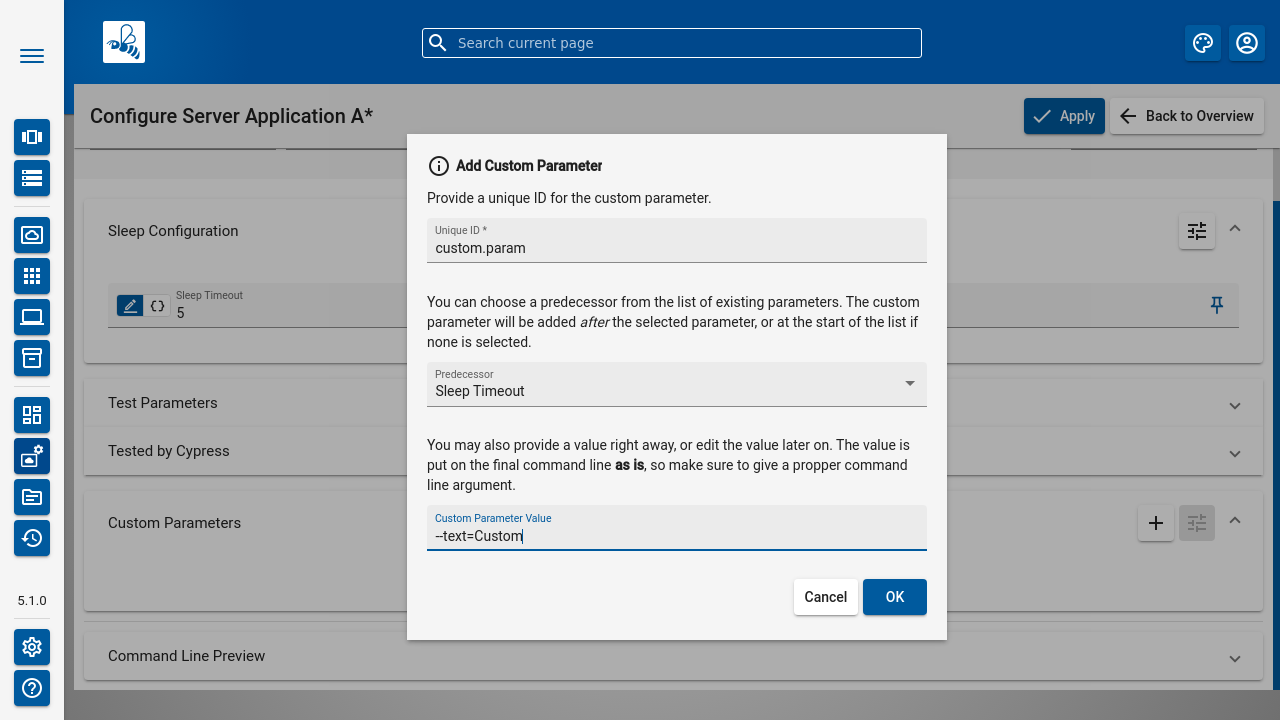 Search current page
Configure Server Application A*
Apply
Back to Overview
Add Custom Parameter
Provide a unique ID for the custom parameter.
Sleep Configuration
Unique ID *
custom.param
Sleep Timeout
5
You can choose a predecessor from the list of existing parameters. The custom
parameter will be added after the selected parameter, or at the start of the list if
none is selected.
Predecessor
Sleep Timeout
Test Parameters
Tested by Cypress
You may also provide a value right away, or edit the value later on. The value is
put on the final command line as is, so make sure to give a propper command
line argument.
Custom Parameters
Custom Parameter Value
--text=Custom
Cancel
OK
5.1.0
Command Line Preview